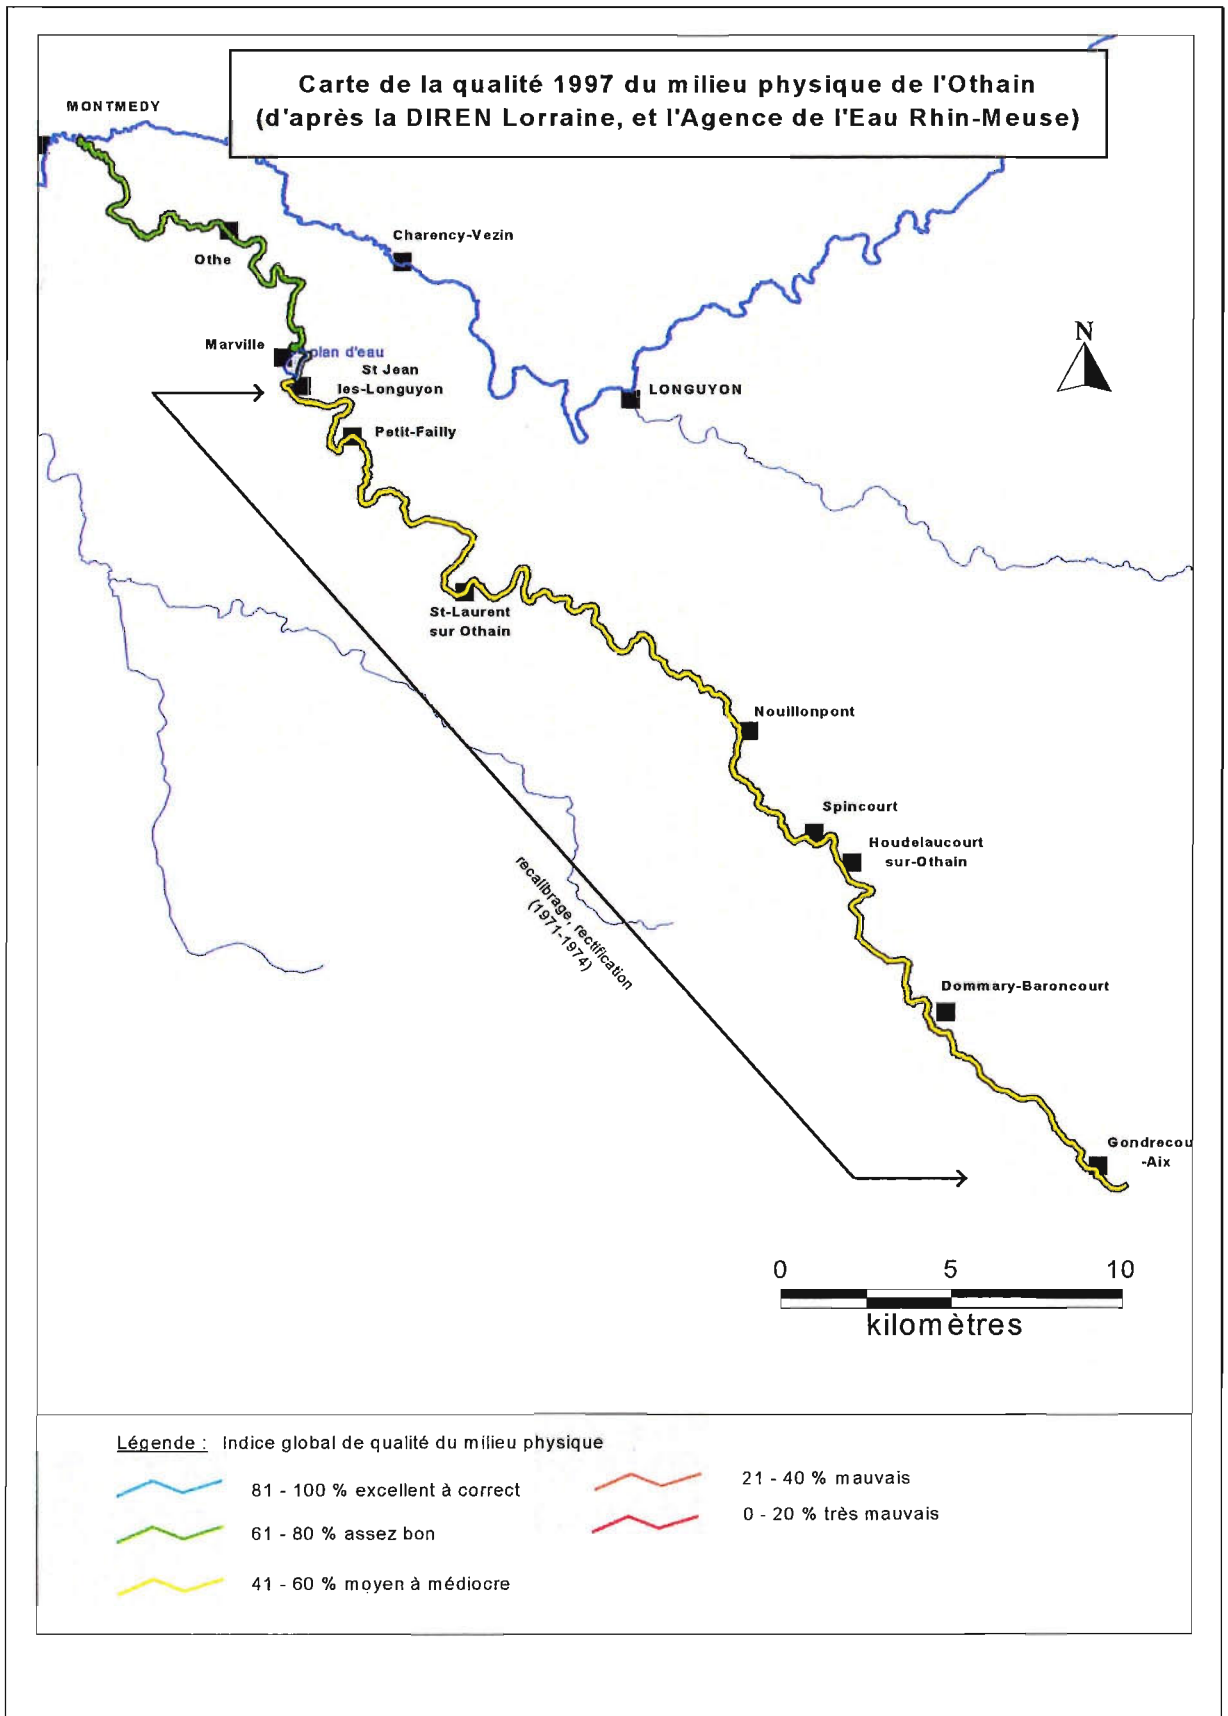 Carte de la qualité 1997 du milieu physique de l'Othain
(d'après la DIREN Lorraine, et l'Agence de l'Eau Rhin-Meuse)
MONTMEDY
Charency-Vezin
Othe
N
Marville
plan d'eau
St Jean
les-Longuyon
LONGUYON
Petit-Failly
St-Laurent
sur Othain
Nouillonpont
Spincourt
Houdelaucourt
sur-Othain
recalibrage, rectification
(1971-1974)
Dommary-Baroncourt
Gondrecou
-Aix
0 5 10
kilomètres
Légende : Indice global de qualité du milieu physique
81 - 100 % excellent à correct
61 - 80 % assez bon
41 - 60 % moyen à médiocre
21 - 40 % mauvais
0 - 20 % très mauvais